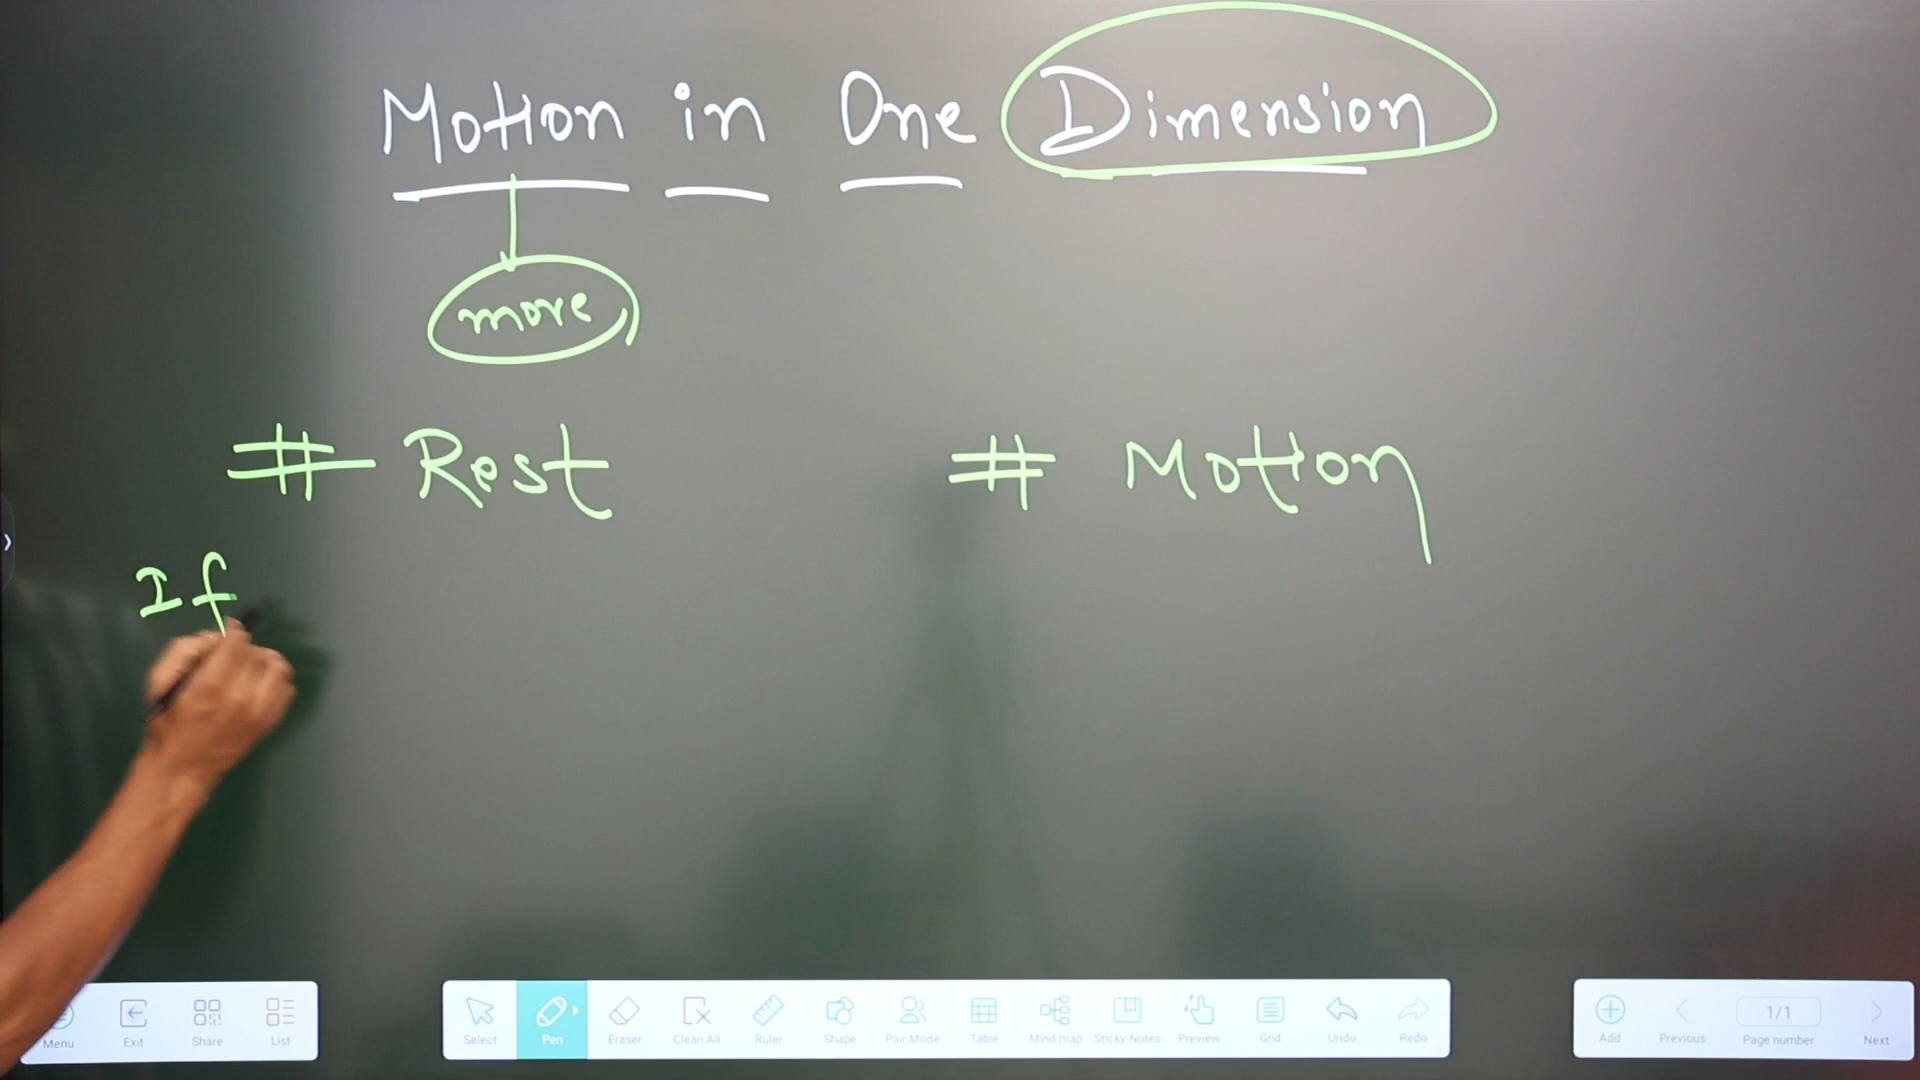 Motion in One Dimension
move
# Rest # Motion
If
Menu Exit Share List Select Pen Eraser Clean All Ruler Shape Pair Mode Table Mind map Sticky-Notes Preview Grid Undo Redo Add Previous 1/1 Page number Next